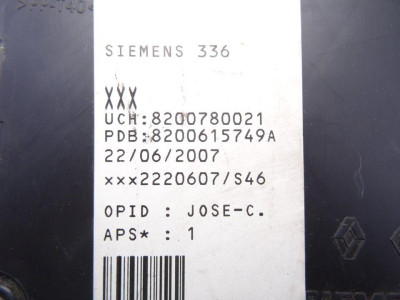 SIEMENS 336
XXX
UCH:8200780021
PDB:8200615749A
22/06/2007
xxx2220607/S46
OPID : JOSE-C.
APS* : 1